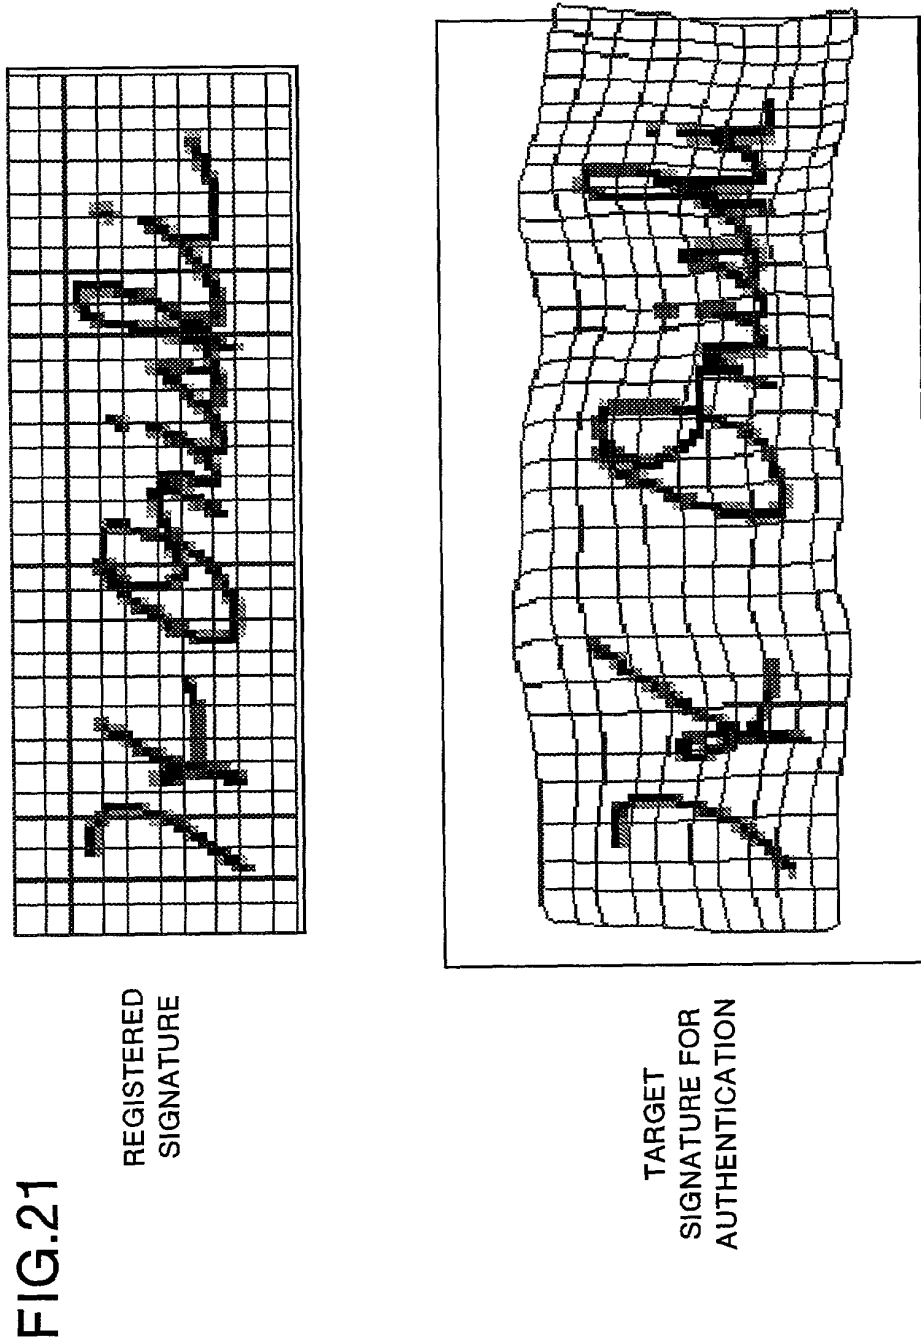 FIG.21
REGISTERED
SIGNATURE
TARGET
SIGNATURE FOR
AUTHENTICATION